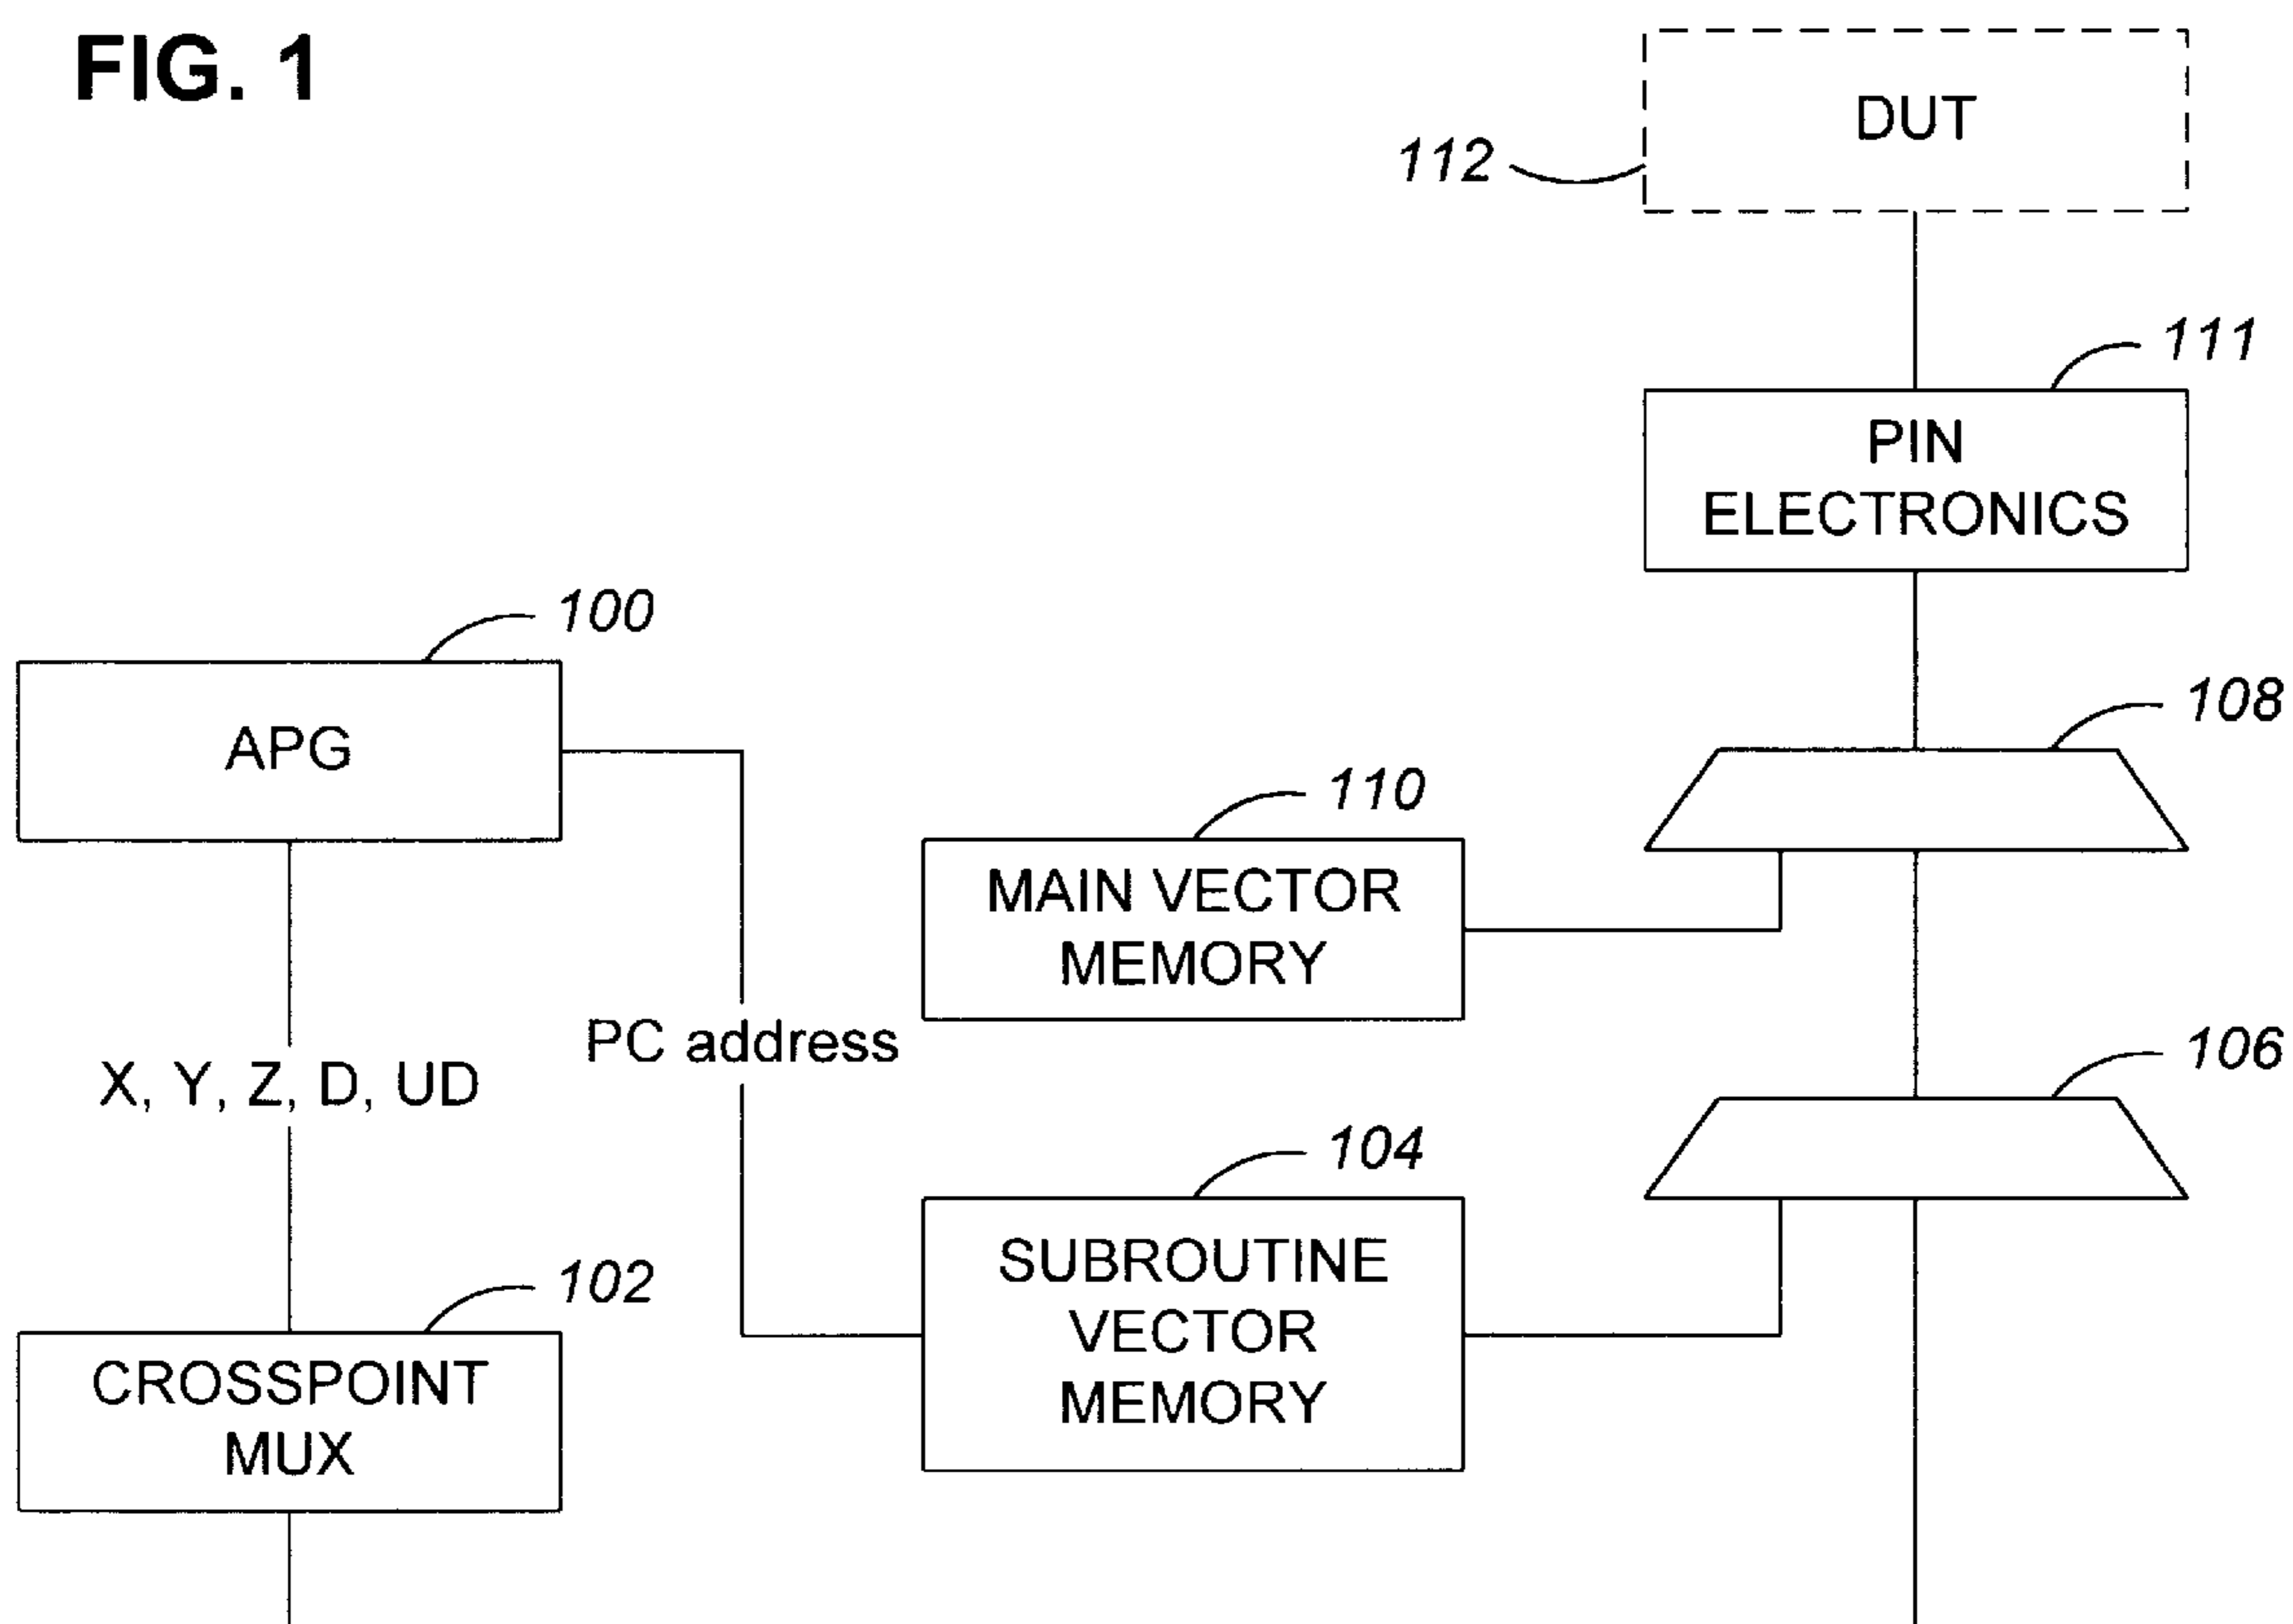 FIG. 1
DUT
112
111
PIN
ELECTRONICS
100
APG
108
110
MAIN VECTOR
MEMORY
PC address
X, Y, Z, D, UD
106
104
SUBROUTINE
VECTOR
MEMORY
102
CROSSPOINT
MUX